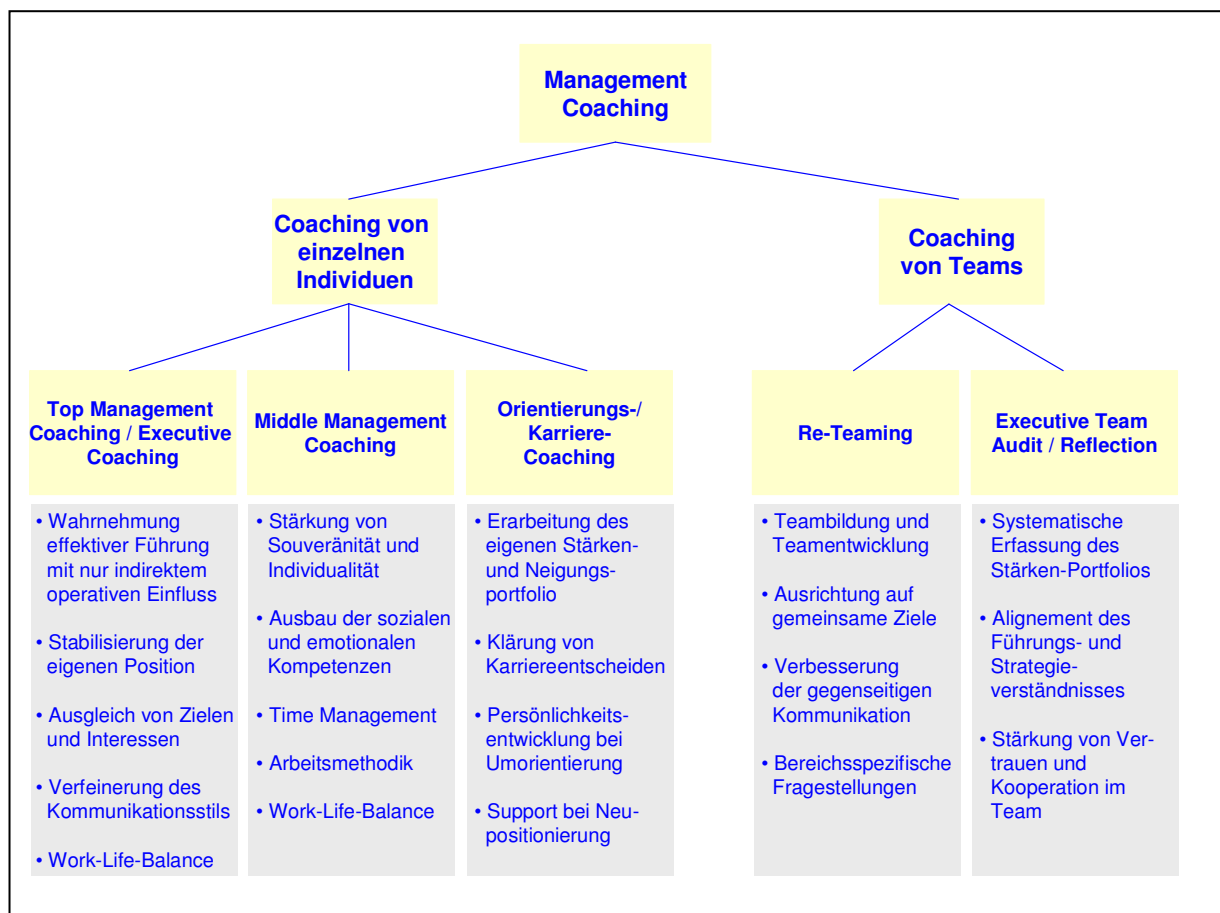 Management
Coaching
Coaching von
einzelnen
Individuen
Coaching
von Teams
Top Management
Coaching / Executive
Coaching
Middle Management
Coaching
Orientierungs-/
Karriere-
Coaching
Re-Teaming
Executive Team
Audit / Reflection
• Wahrnehmung
effektiver Führung
mit nur indirektem
operativen Einfluss
• Stabilisierung der
eigenen Position
• Ausgleich von Zielen
und Interessen
• Verfeinerung des
Kommunikationsstils
• Work-Life-Balance
• Stärkung von
Souveränität und
Individualität
• Ausbau der sozialen
und emotionalen
Kompetenzen
• Time Management
• Arbeitsmethodik
• Work-Life-Balance
• Erarbeitung des
eigenen Stärken-
und Neigungs-
portfolio
• Klärung von
Karriereentscheiden
• Persönlichkeits-
entwicklung bei
Umorientierung
• Support bei Neu-
positionierung
• Teambildung und
Teamentwicklung
• Ausrichtung auf
gemeinsame Ziele
• Verbesserung
der gegenseitigen
Kommunikation
• Bereichsspezifische
Fragestellungen
• Systematische
Erfassung des
Stärken-Portfolios
• Alignement des
Führungs- und
Strategie-
verständnisses
• Stärkung von Ver-
trauen und
Kooperation im
Team